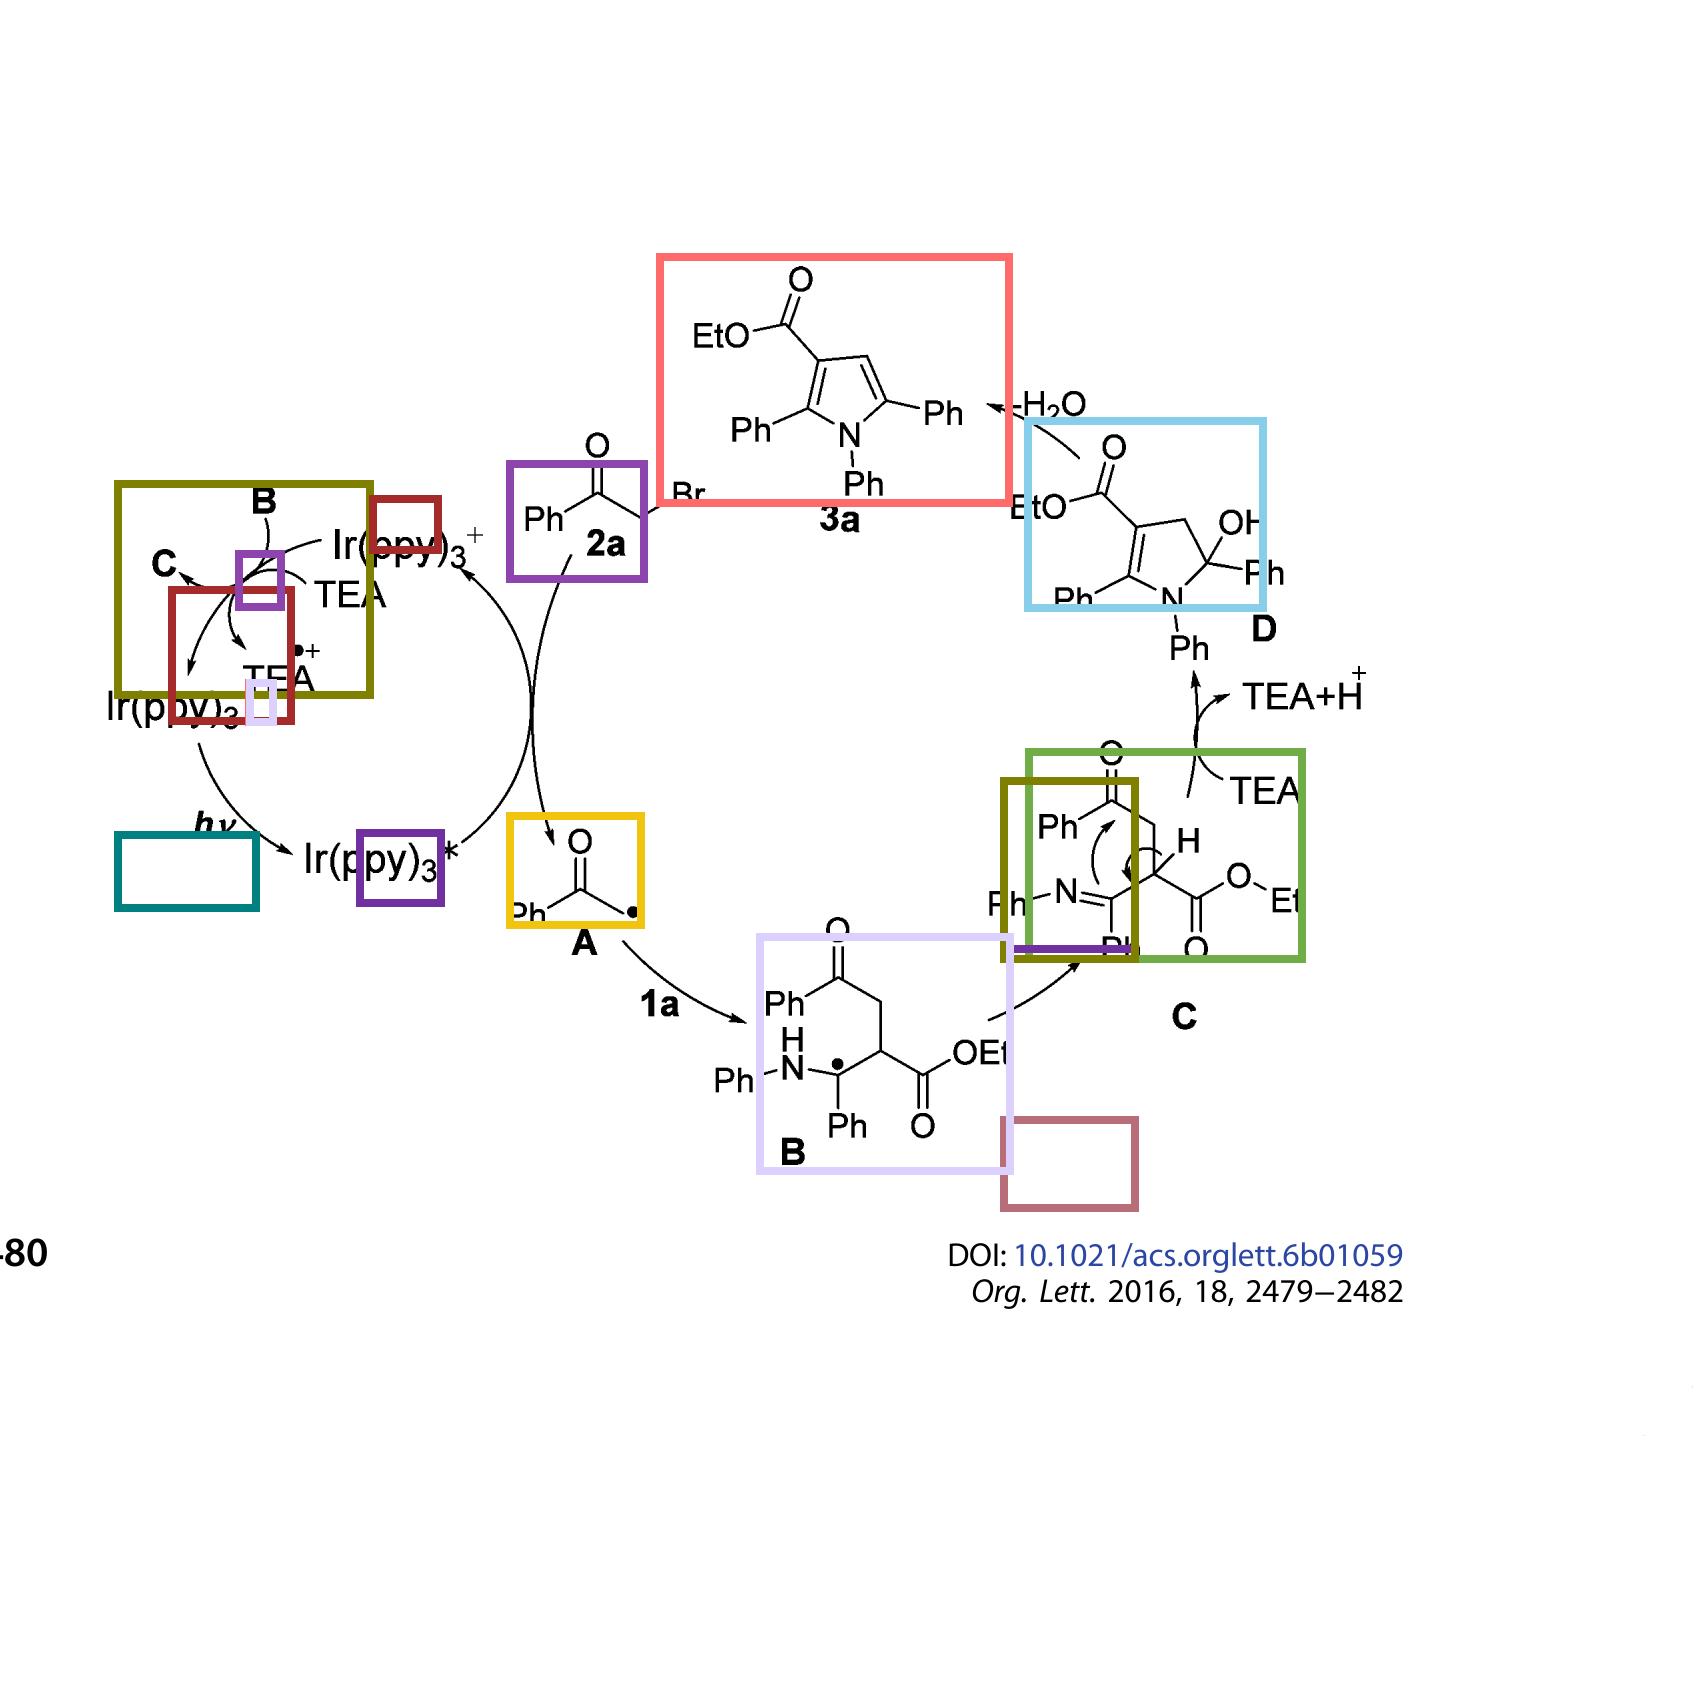 O
EtO
Ph
N
Ph
Ph
3a
-H2O
O
Ph
Br
2a
B
C
Ir(ppy)3+
TEA
TEA•+
Ir(ppy)3
hν
Ir(ppy)3*
O
EtO
OH
Ph
Ph
N
Ph
D
TEA+H+
TEA
O
Ph
H
Ph
N
O
Et
Ph
O
C
O
Ph
A
1a
O
Ph
H
N
Ph
OEt
Ph
O
B
80
DOI: 10.1021/acs.orglett.6b01059
Org. Lett. 2016, 18, 2479−2482